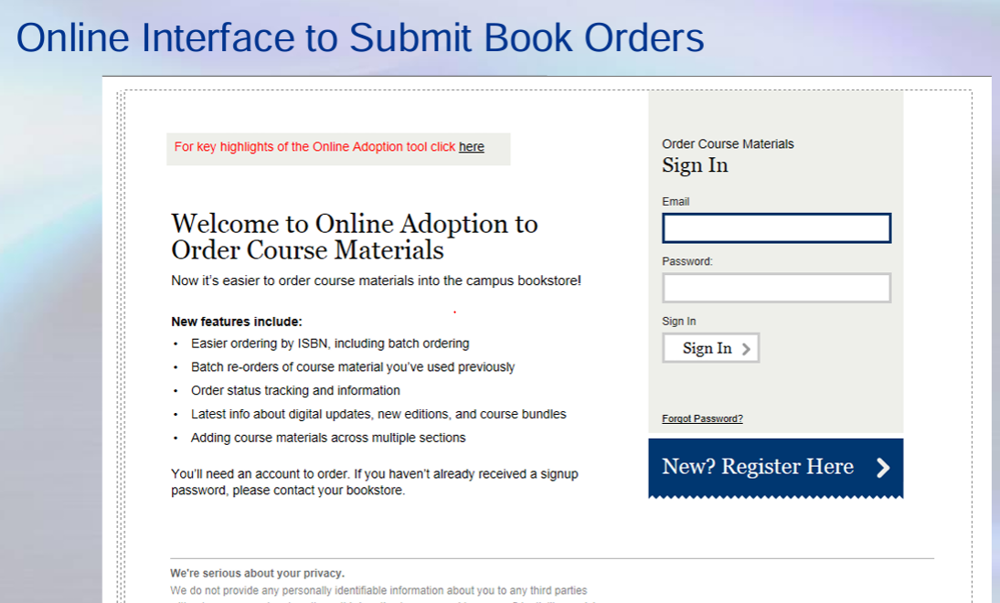 Online Interface to Submit Book Orders
For key highlights of the Online Adoption tool click here
Welcome to Online Adoption to
Order Course Materials
Now it's easier to order course materials into the campus bookstore!
New features include:
• Easier ordering by ISBN, including batch ordering
• Batch re-orders of course material you've used previously
• Order status tracking and information
• Latest info about digital updates, new editions, and course bundles
• Adding course materials across multiple sections
You'll need an account to order. If you haven't already received a signup
password, please contact your bookstore.
Order Course Materials
Sign In
Email
Password:
Sign In
Sign In
Forgot Password?
New? Register Here
We're serious about your privacy.
We do not provide any personally identifiable information about you to any third parties